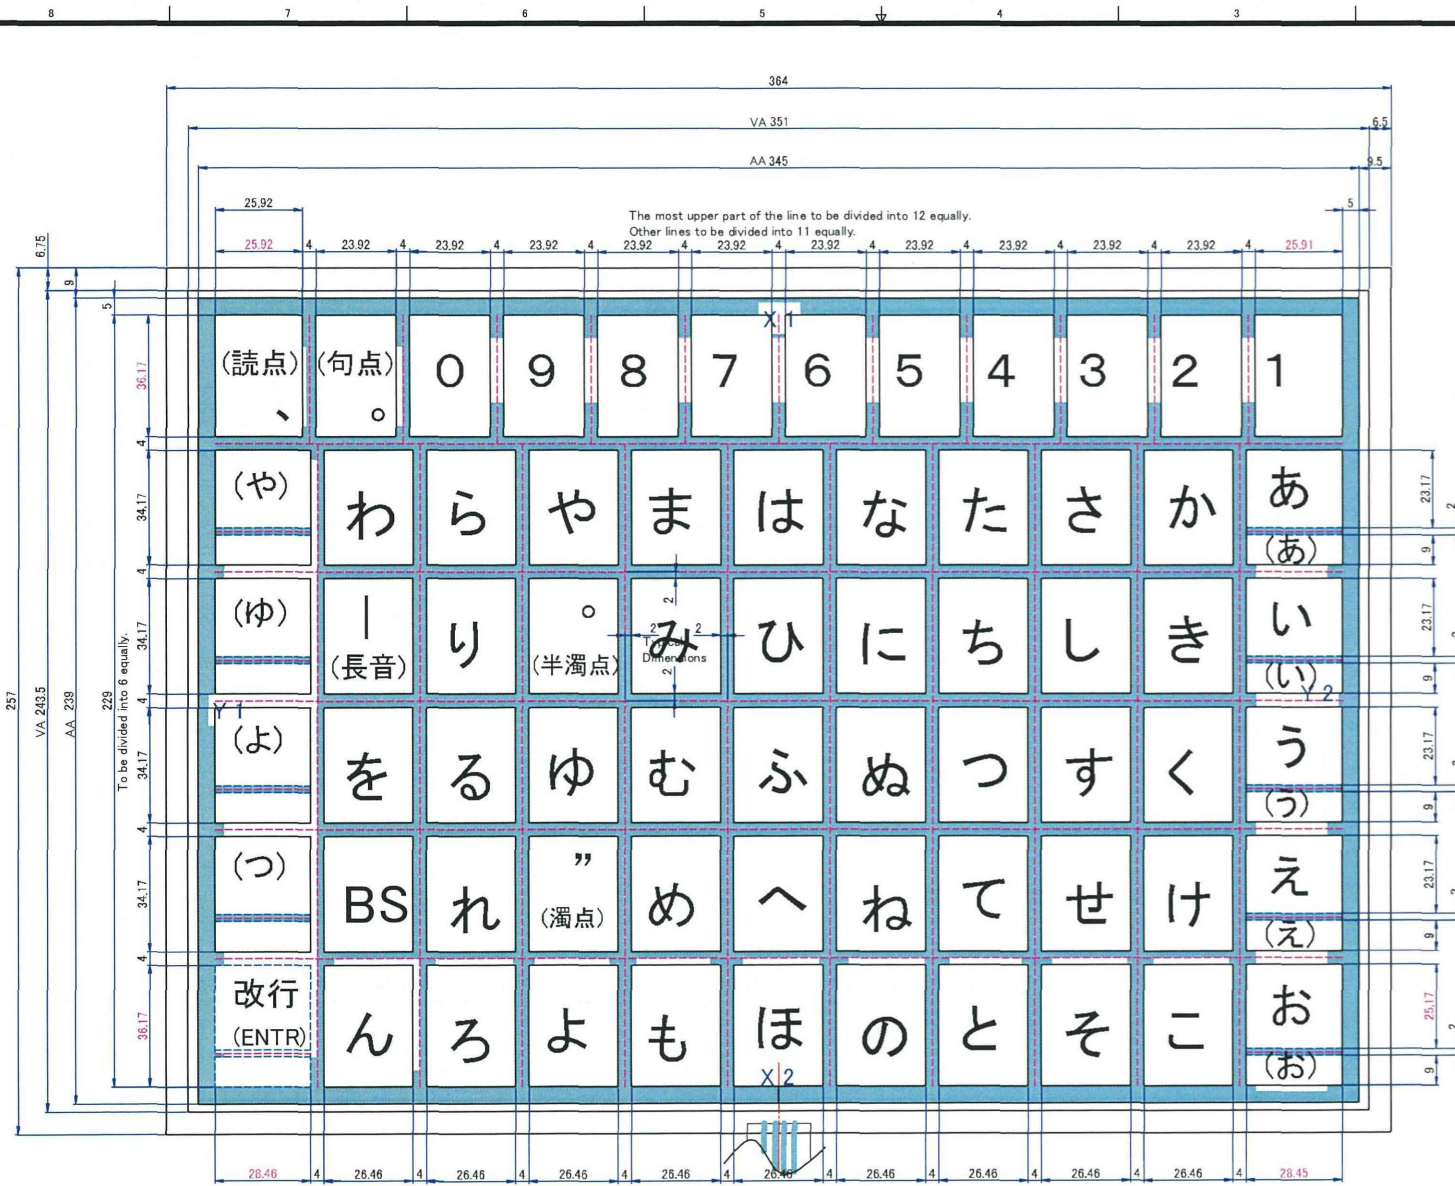 8 7 6 5 4 3
364
VA 351 6.5
AA 345 9.5
25.92 5
The most upper part of the line to be divided into 12 equally.
Other lines to be divided into 11 equally.
25.92 4 23.92 4 23.92 4 23.92 4 23.92 4 23.92 4 23.92 4 23.92 4 23.92 4 23.92 4 23.92 4 25.91
6.75
9
5
X 1
(読点) (句点) 0 9 8 7 6 5 4 3 2 1
、 。
36.17
4
(や) わ ら や ま は な た さ か あ
(あ)
34.17 23.17
9
4
(ゆ) ー り ° み ひ に ち し き い
(長音) (半濁点) (い)
2 2 2 2
Typical
Dimensions
34.17 23.17
9
4
Y 1 Y 2
(よ) を る ゆ む ふ ぬ つ す く う
(う)
34.17 23.17
9
4
(つ) BS れ ” め へ ね て せ け え
(濁点) (え)
34.17 23.17
9
4
改行 ん ろ よ も ほ の と そ こ お
(ENTR) (お)
36.17 25.17
9
X 2
257
VA 243.5
AA 239
229
To be divided into 6 equally.
28.46 4 26.46 4 26.46 4 26.46 4 26.46 4 26.46 4 26.46 4 26.46 4 26.46 4 26.46 4 28.45